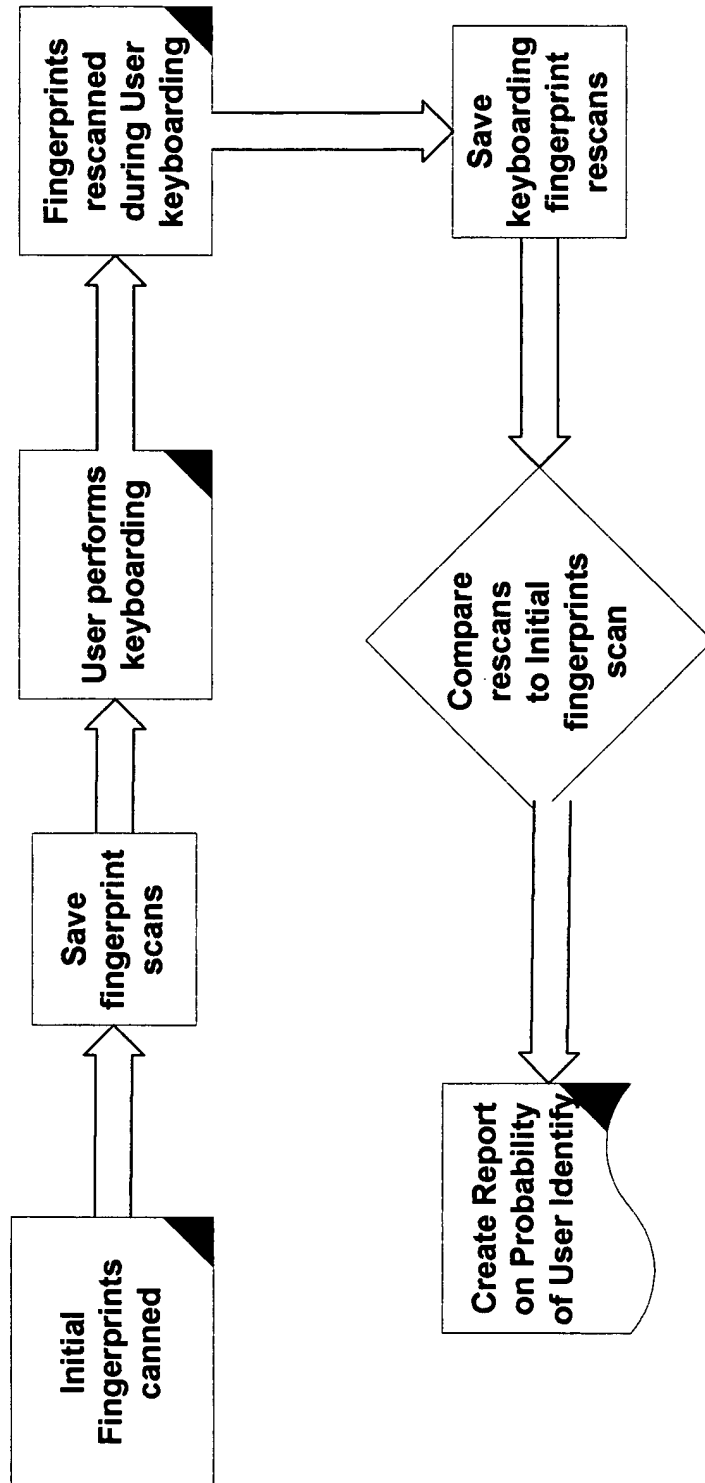 Initial
Fingerprints
canned
Save
fingerprint
scans
User performs
keyboarding
Fingerprints
rescanned
during User
keyboarding
Save
keyboarding
fingerprint
rescans
Compare
rescans
to Initial
fingerprints
scan
Create Report
on Probability
of User Identify